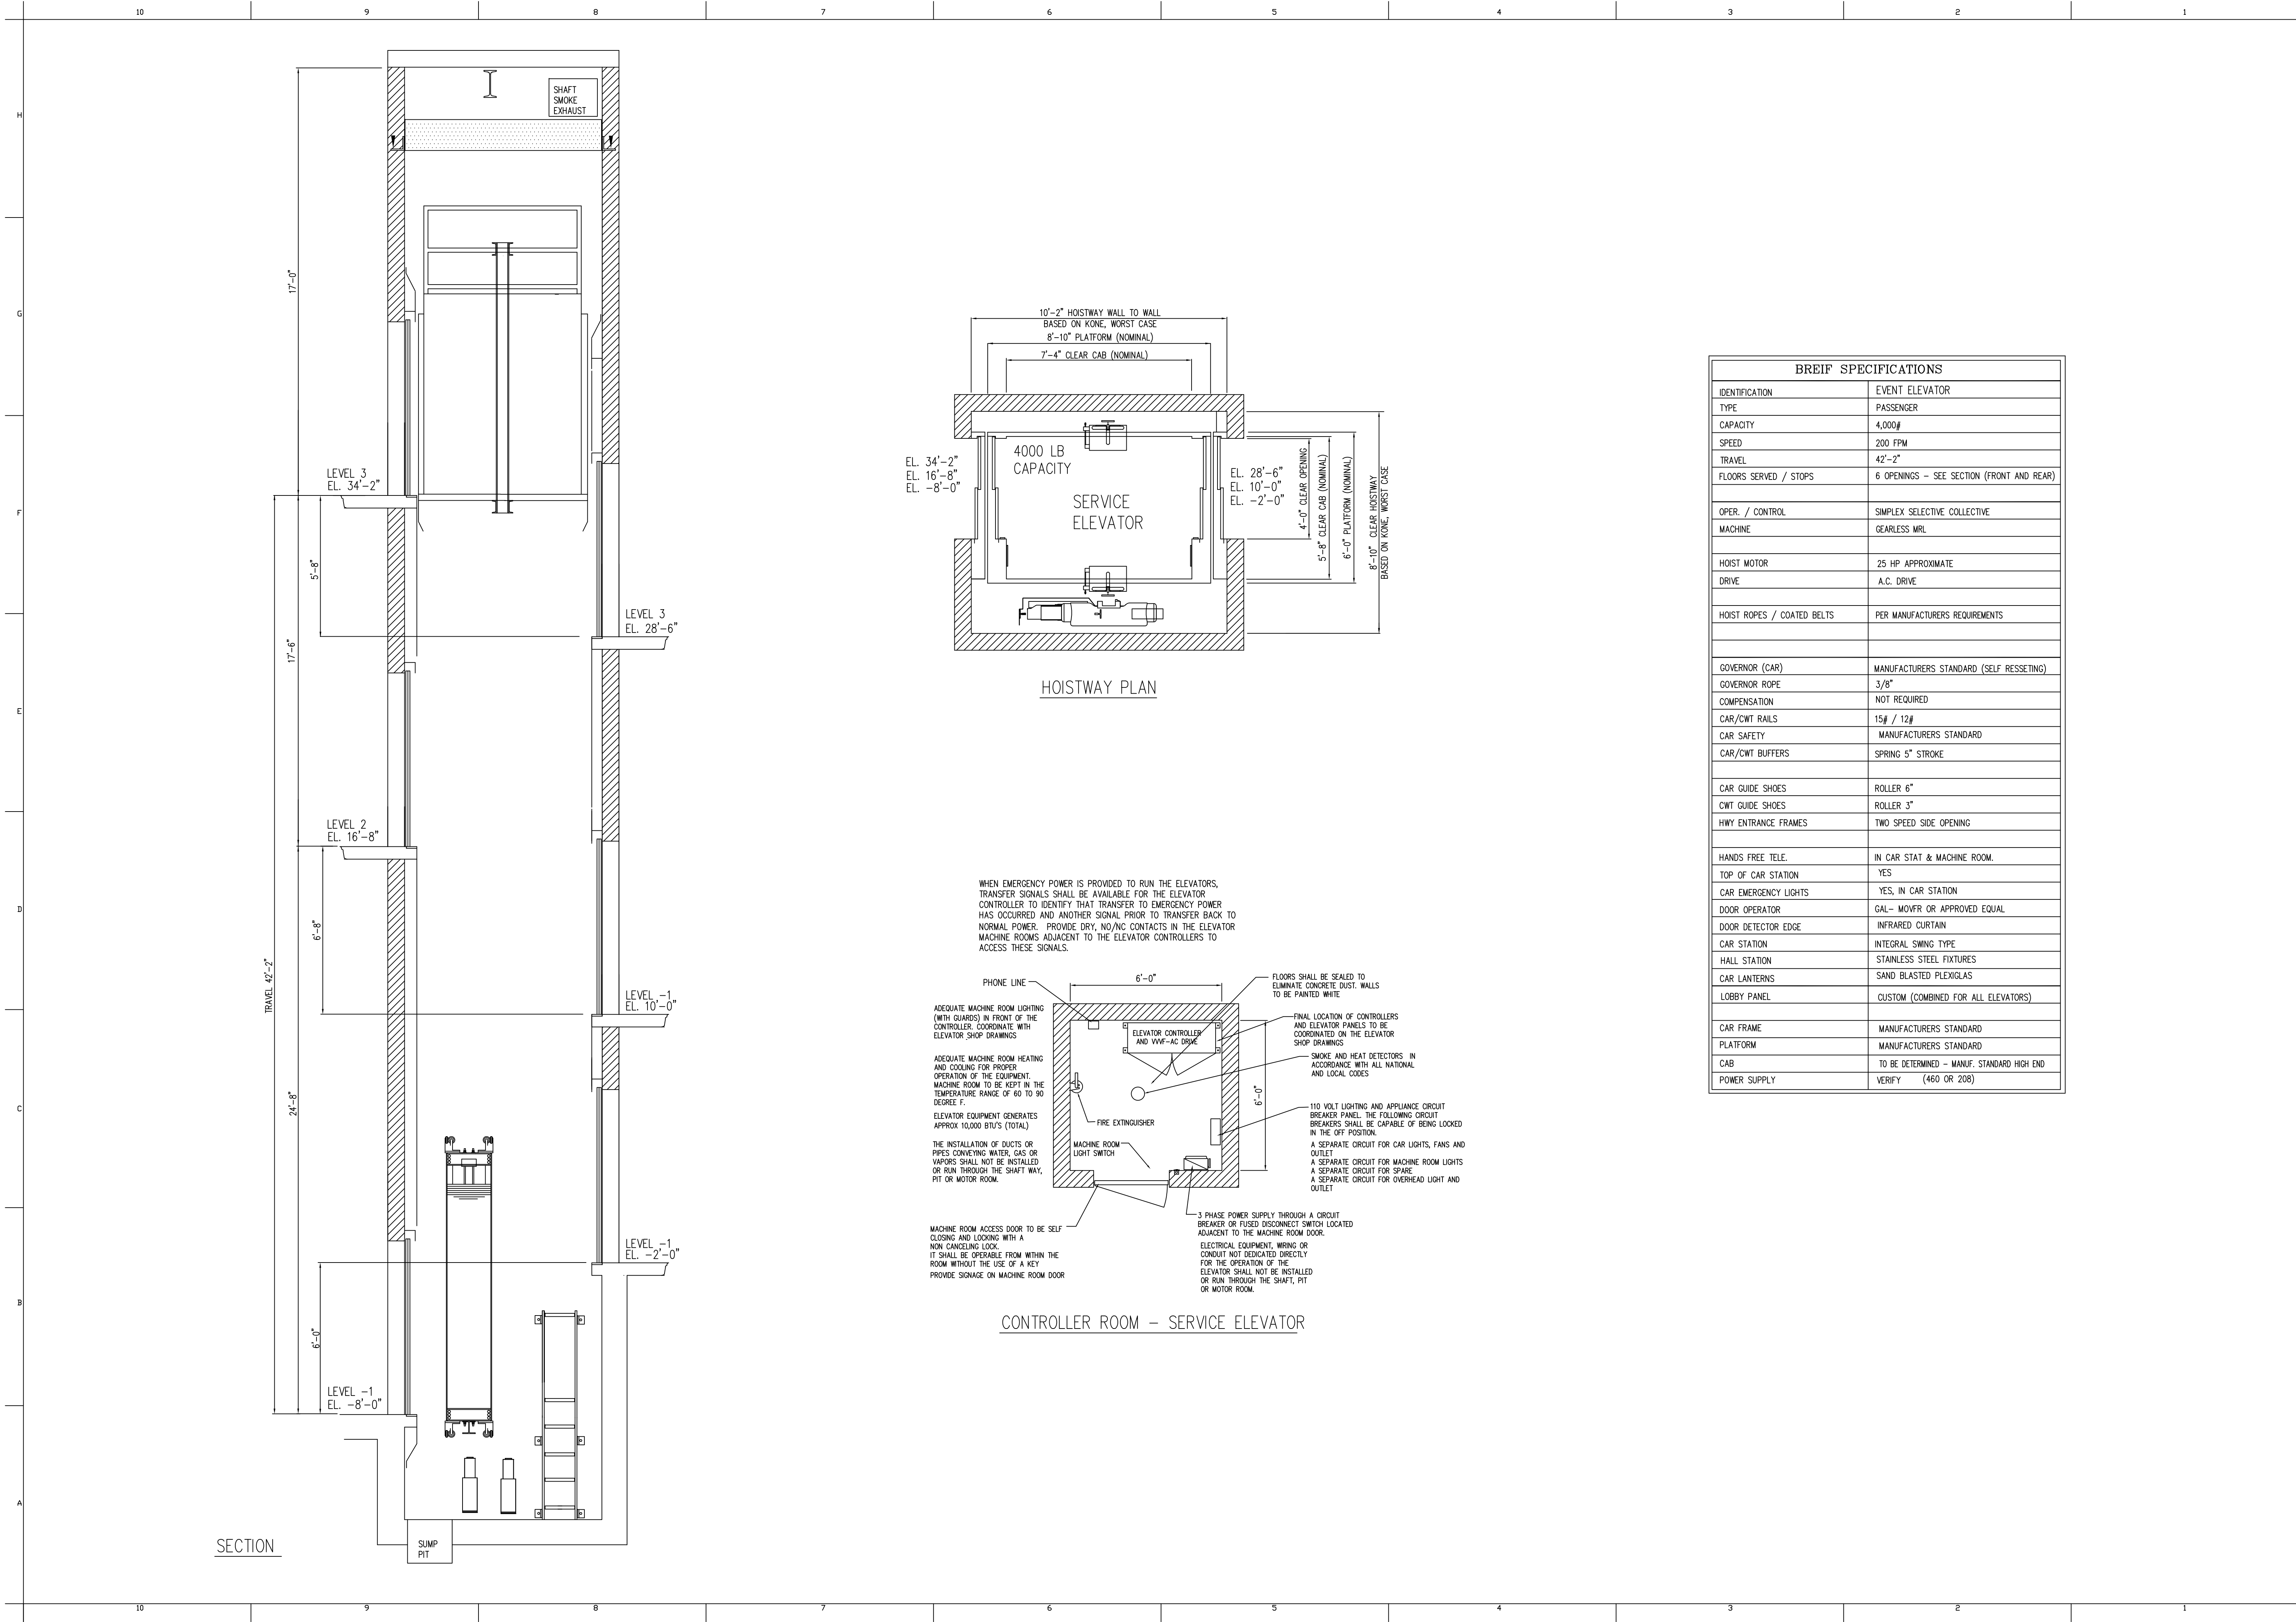 10 9 8 7 6 5 4 3 2 1
H
G
F
E
D
C
B
A
SHAFT
SMOKE
EXHAUST
17'-0"
LEVEL 3
EL. 34'-2"
5'-8"
LEVEL 3
EL. 28'-6"
17'-6"
LEVEL 2
EL. 16'-8"
6'-8"
TRAVEL 42'-2"
LEVEL -1
EL. 10'-0"
24'-8"
LEVEL -1
EL. -2'-0"
6'-0"
LEVEL -1
EL. -8'-0"
SUMP
PIT
SECTION
10'-2" HOISTWAY WALL TO WALL
BASED ON KONE, WORST CASE
8'-10" PLATFORM (NOMINAL)
7'-4" CLEAR CAB (NOMINAL)
4000 LB
CAPACITY
SERVICE
ELEVATOR
EL. 34'-2"
EL. 16'-8"
EL. -8'-0"
EL. 28'-6"
EL. 10'-0"
EL. -2'-0"
4'-0" CLEAR OPENING
5'-8" CLEAR CAB (NOMINAL)
6'-0" PLATFORM (NOMINAL)
8'-10" CLEAR HOISTWAY
BASED ON KONE, WORST CASE
HOISTWAY PLAN
WHEN EMERGENCY POWER IS PROVIDED TO RUN THE ELEVATORS,
TRANSFER SIGNALS SHALL BE AVAILABLE FOR THE ELEVATOR
CONTROLLER TO IDENTIFY THAT TRANSFER TO EMERGENCY POWER
HAS OCCURRED AND ANOTHER SIGNAL PRIOR TO TRANSFER BACK TO
NORMAL POWER. PROVIDE DRY, NO/NC CONTACTS IN THE ELEVATOR
MACHINE ROOMS ADJACENT TO THE ELEVATOR CONTROLLERS TO
ACCESS THESE SIGNALS.
PHONE LINE
6'-0"
ADEQUATE MACHINE ROOM LIGHTING
(WITH GUARDS) IN FRONT OF THE
CONTROLLER. COORDINATE WITH
ELEVATOR SHOP DRAWINGS
ADEQUATE MACHINE ROOM HEATING
AND COOLING FOR PROPER
OPERATION OF THE EQUIPMENT.
MACHINE ROOM TO BE KEPT IN THE
TEMPERATURE RANGE OF 60 TO 90
DEGREE F.
ELEVATOR EQUIPMENT GENERATES
APPROX 10,000 BTU'S (TOTAL)
THE INSTALLATION OF DUCTS OR
PIPES CONVEYING WATER, GAS OR
VAPORS SHALL NOT BE INSTALLED
OR RUN THROUGH THE SHAFT WAY,
PIT OR MOTOR ROOM.
MACHINE ROOM ACCESS DOOR TO BE SELF
CLOSING AND LOCKING WITH A
NON CANCELING LOCK.
IT SHALL BE OPERABLE FROM WITHIN THE
ROOM WITHOUT THE USE OF A KEY
PROVIDE SIGNAGE ON MACHINE ROOM DOOR
ELEVATOR CONTROLLER
AND VVVF-AC DRIVE
FIRE EXTINGUISHER
MACHINE ROOM
LIGHT SWITCH
6'-0"
FLOORS SHALL BE SEALED TO
ELIMINATE CONCRETE DUST. WALLS
TO BE PAINTED WHITE
FINAL LOCATION OF CONTROLLERS
AND ELEVATOR PANELS TO BE
COORDINATED ON THE ELEVATOR
SHOP DRAWINGS
SMOKE AND HEAT DETECTORS IN
ACCORDANCE WITH ALL NATIONAL
AND LOCAL CODES
110 VOLT LIGHTING AND APPLIANCE CIRCUIT
BREAKER PANEL. THE FOLLOWING CIRCUIT
BREAKERS SHALL BE CAPABLE OF BEING LOCKED
IN THE OFF POSITION.
A SEPARATE CIRCUIT FOR CAR LIGHTS, FANS AND
OUTLET
A SEPARATE CIRCUIT FOR MACHINE ROOM LIGHTS
A SEPARATE CIRCUIT FOR SPARE
A SEPARATE CIRCUIT FOR OVERHEAD LIGHT AND
OUTLET
3 PHASE POWER SUPPLY THROUGH A CIRCUIT
BREAKER OR FUSED DISCONNECT SWITCH LOCATED
ADJACENT TO THE MACHINE ROOM DOOR.
ELECTRICAL EQUIPMENT, WIRING OR
CONDUIT NOT DEDICATED DIRECTLY
FOR THE OPERATION OF THE
ELEVATOR SHALL NOT BE INSTALLED
OR RUN THROUGH THE SHAFT, PIT
OR MOTOR ROOM.
CONTROLLER ROOM - SERVICE ELEVATOR
BREIF SPECIFICATIONS
IDENTIFICATION EVENT ELEVATOR
TYPE PASSENGER
CAPACITY 4,000#
SPEED 200 FPM
TRAVEL 42'-2"
FLOORS SERVED / STOPS 6 OPENINGS - SEE SECTION (FRONT AND REAR)
OPER. / CONTROL SIMPLEX SELECTIVE COLLECTIVE
MACHINE GEARLESS MRL
HOIST MOTOR 25 HP APPROXIMATE
DRIVE A.C. DRIVE
HOIST ROPES / COATED BELTS PER MANUFACTURERS REQUIREMENTS
GOVERNOR (CAR) MANUFACTURERS STANDARD (SELF RESSETING)
GOVERNOR ROPE 3/8"
COMPENSATION NOT REQUIRED
CAR/CWT RAILS 15# / 12#
CAR SAFETY MANUFACTURERS STANDARD
CAR/CWT BUFFERS SPRING 5" STROKE
CAR GUIDE SHOES ROLLER 6"
CWT GUIDE SHOES ROLLER 3"
HWY ENTRANCE FRAMES TWO SPEED SIDE OPENING
HANDS FREE TELE. IN CAR STAT & MACHINE ROOM.
TOP OF CAR STATION YES
CAR EMERGENCY LIGHTS YES, IN CAR STATION
DOOR OPERATOR GAL- MOVFR OR APPROVED EQUAL
DOOR DETECTOR EDGE INFRARED CURTAIN
CAR STATION INTEGRAL SWING TYPE
HALL STATION STAINLESS STEEL FIXTURES
CAR LANTERNS SAND BLASTED PLEXIGLAS
LOBBY PANEL CUSTOM (COMBINED FOR ALL ELEVATORS)
CAR FRAME MANUFACTURERS STANDARD
PLATFORM MANUFACTURERS STANDARD
CAB TO BE DETERMINED - MANUF. STANDARD HIGH END
POWER SUPPLY VERIFY (460 OR 208)
10 9 8 7 6 5 4 3 2 1